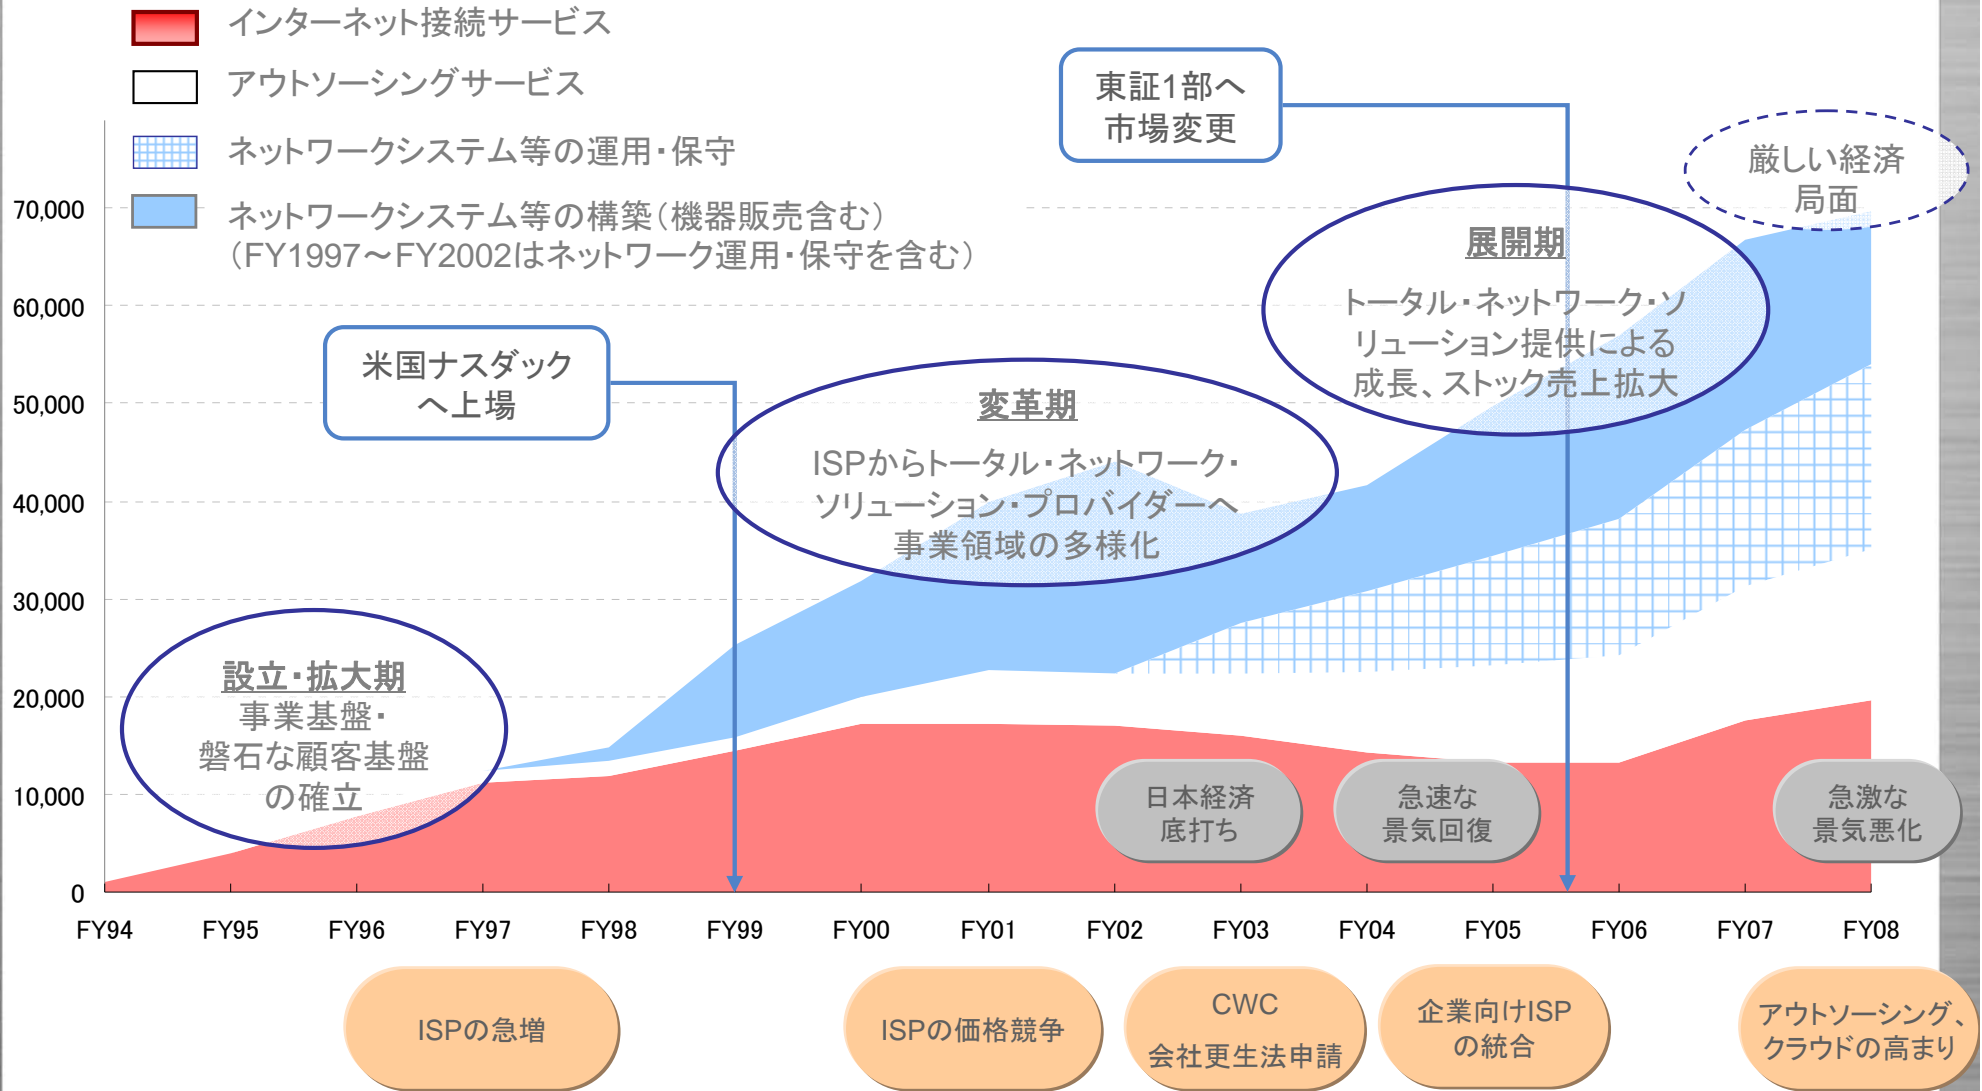 インターネット接続サービス
アウトソーシングサービス
ネットワークシステム等の運用・保守
ネットワークシステム等の構築（機器販売含む）
（FY1997～FY2002はネットワーク運用・保守を含む）
東証1部へ
市場変更
厳しい経済
局面
展開期
トータル・ネットワーク・ソ
リューション提供による
成長、ストック売上拡大
米国ナスダック
へ上場
変革期
ISPからトータル・ネットワーク・
ソリューション・プロバイダーへ
事業領域の多様化
設立・拡大期
事業基盤・
磐石な顧客基盤
の確立
日本経済
底打ち
急速な
景気回復
急激な
景気悪化
70,000
60,000
50,000
40,000
30,000
20,000
10,000
0
FY94 FY95 FY96 FY97 FY98 FY99 FY00 FY01 FY02 FY03 FY04 FY05 FY06 FY07 FY08
ISPの急増
ISPの価格競争
CWC
会社更生法申請
企業向けISP
の統合
アウトソーシング、
クラウドの高まり